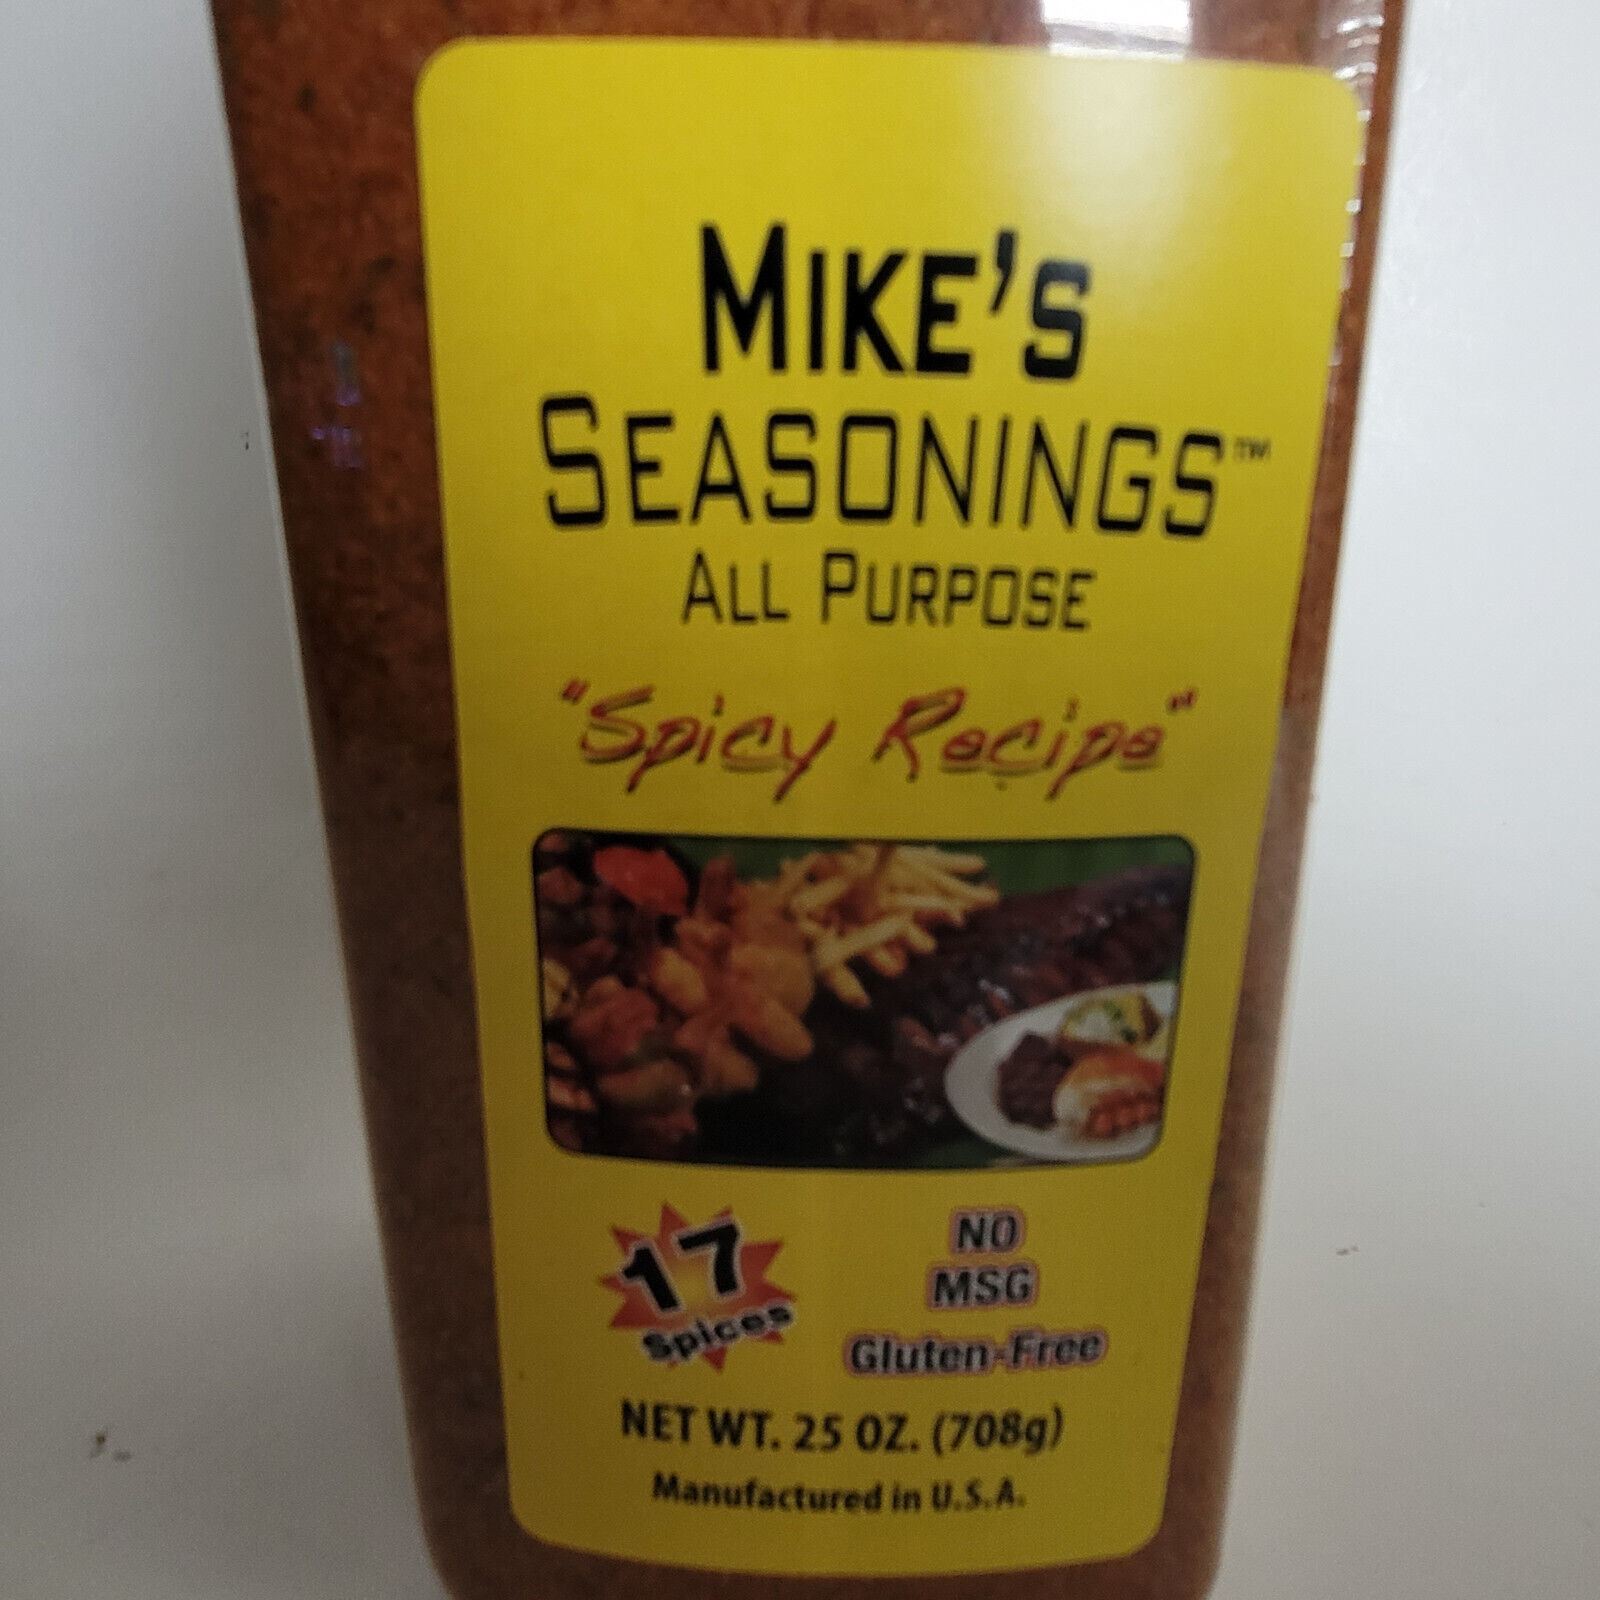 MIKE'S
SEASONINGS™
ALL PURPOSE
"Spicy Recipe"
17
Spices
NO
MSG
Gluten-Free
NET WT. 25 OZ. (708g)
Manufactured in U.S.A.